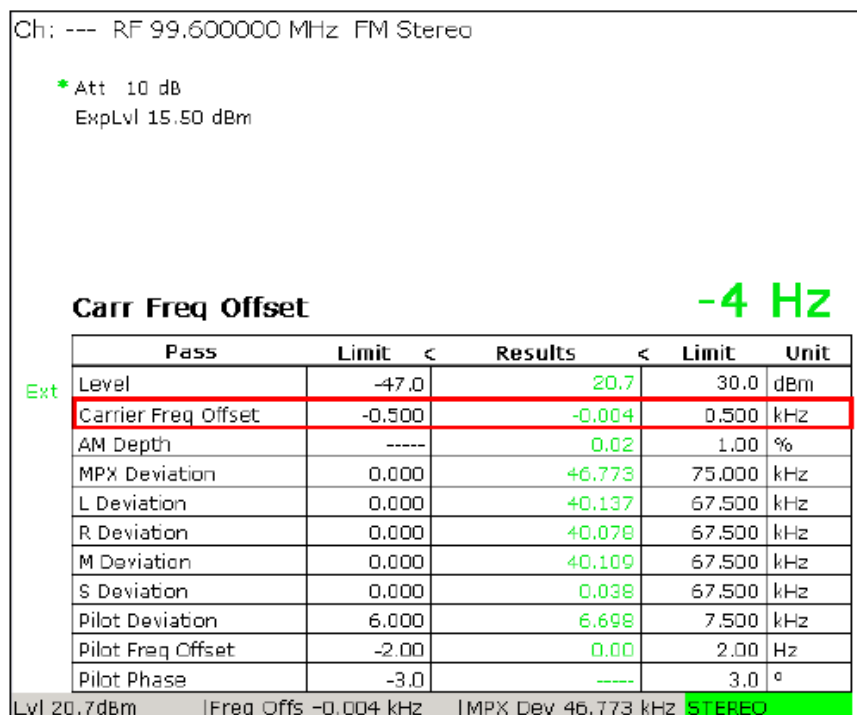 Ch: --- RF 99.600000 MHz FM Stereo
* Att 10 dB
ExpLvl 15.50 dBm
Carr Freq Offset -4 Hz
Pass Limit < Results < Limit Unit
Ext Level -47.0 20.7 30.0 dBm
Carrier Freq Offset -0.500 -0.004 0.500 kHz
AM Depth ----- 0.02 1.00 %
MPX Deviation 0.000 46.773 75.000 kHz
L Deviation 0.000 40.137 67.500 kHz
R Deviation 0.000 40.078 67.500 kHz
M Deviation 0.000 40.109 67.500 kHz
S Deviation 0.000 0.038 67.500 kHz
Pilot Deviation 6.000 6.698 7.500 kHz
Pilot Freq Offset -2.00 0.00 2.00 Hz
Pilot Phase -3.0 ----- 3.0 °
Lvl 20.7dBm |Freq Offs -0.004 kHz |MPX Dev 46.773 kHz STEREO